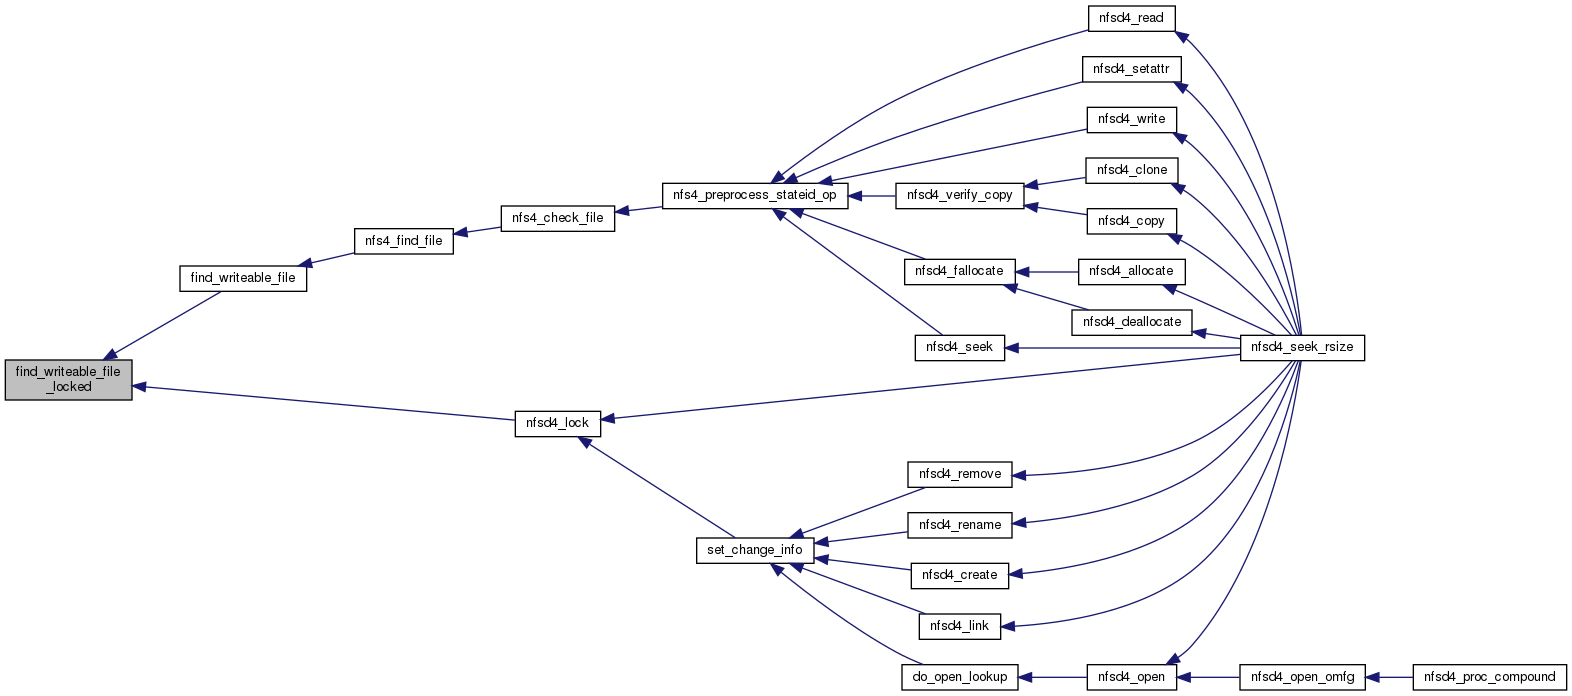 nfsd4_read
nfsd4_setattr
nfsd4_write
nfsd4_clone
nfs4_preprocess_stateid_op
nfsd4_verify_copy
nfs4_check_file
nfsd4_copy
nfs4_find_file
nfsd4_fallocate
nfsd4_allocate
find_writeable_file
nfsd4_deallocate
nfsd4_seek
nfsd4_seek_rsize
find_writeable_file
_locked
nfsd4_lock
nfsd4_remove
nfsd4_rename
set_change_info
nfsd4_create
nfsd4_link
do_open_lookup
nfsd4_open
nfsd4_open_omfg
nfsd4_proc_compound